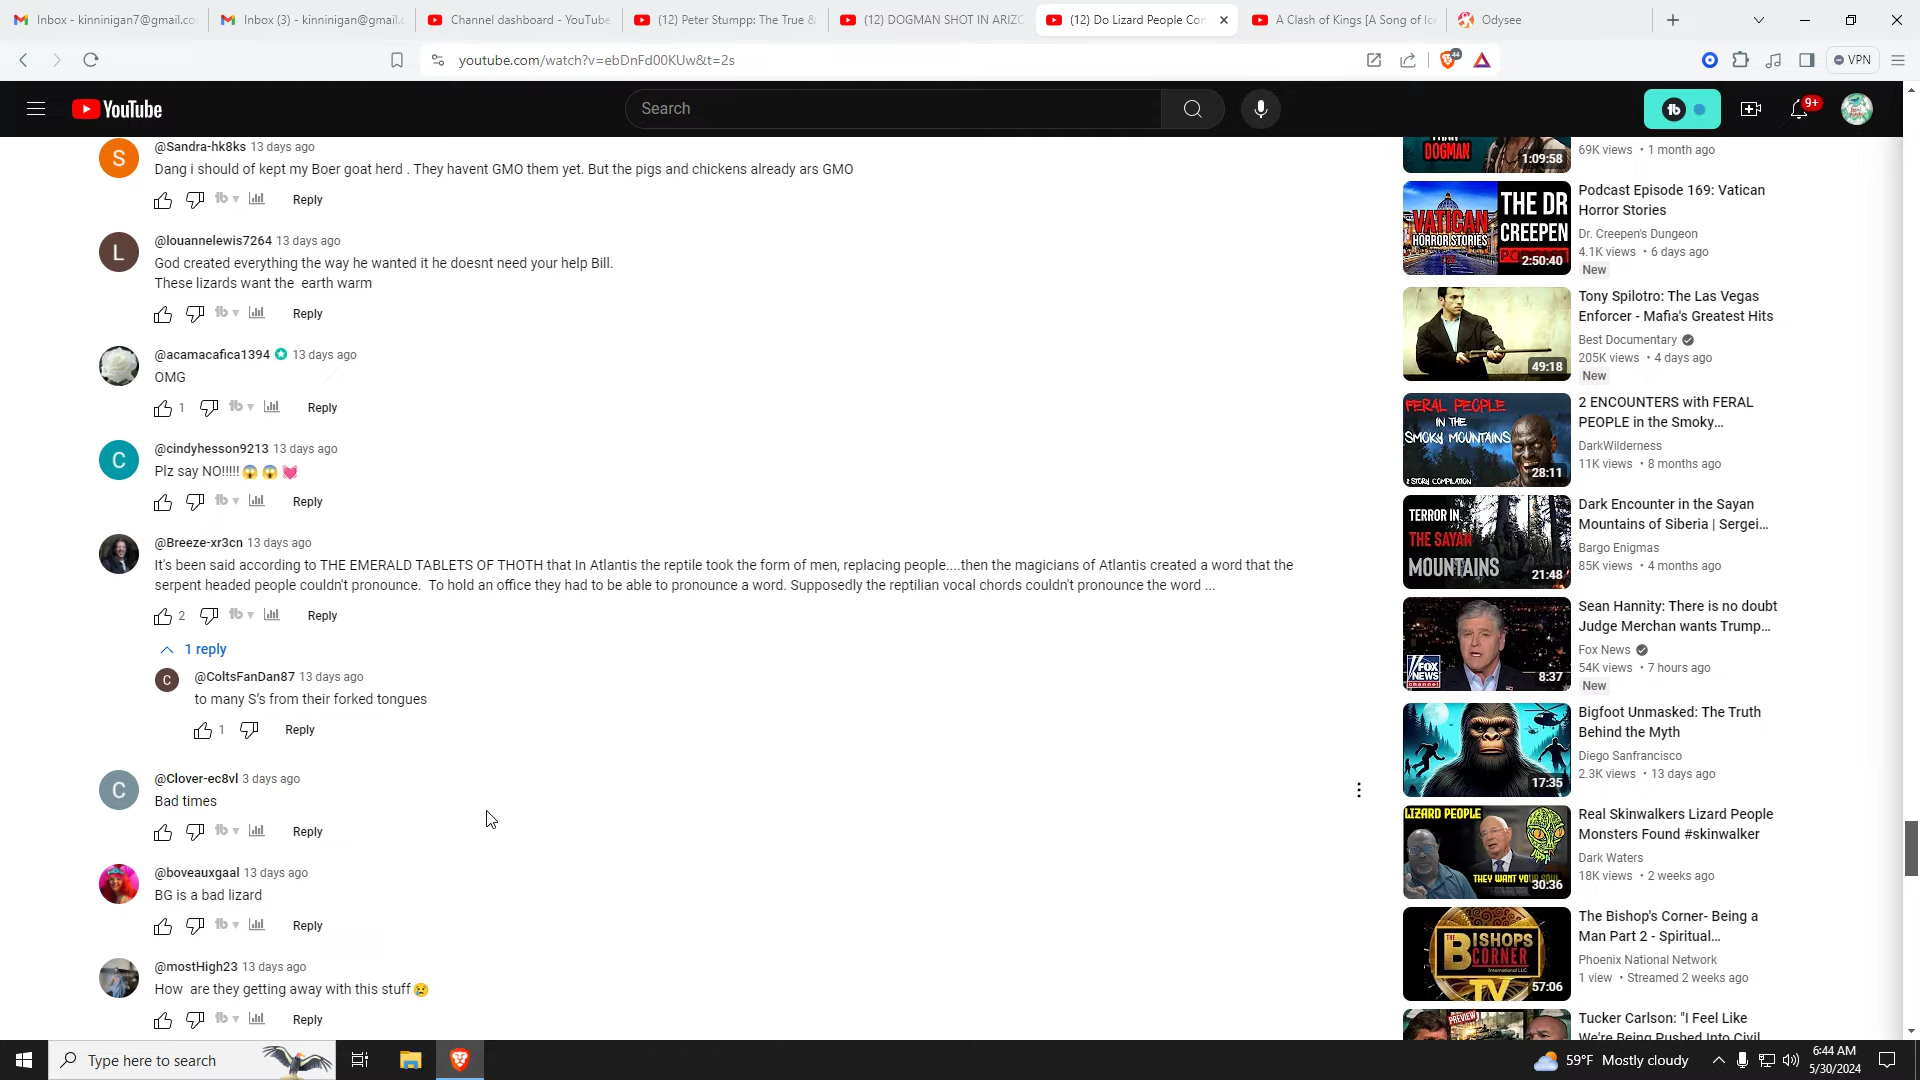 Inbox - kinninigan7@gmail.co
Inbox (3) - kinninigan@gmail.c
Channel dashboard - YouTube
(12) Peter Stumpp: The True &
(12) DOGMAN SHOT IN ARIZO
(12) Do Lizard People Con
A Clash of Kings [A Song of Ic
Odysee
youtube.com/watch?v=ebDnFd00KUw&t=2s
44
VPN
YouTube
Search
9+
@Sandra-hk8ks 13 days ago
Dang i should of kept my Boer goat herd . They havent GMO them yet. But the pigs and chickens already ars GMO
Reply
@louannelewis7264 13 days ago
God created everything the way he wanted it he doesnt need your help Bill.
These lizards want the earth warm
Reply
@acamacafica1394 13 days ago
OMG
1 Reply
@cindyhesson9213 13 days ago
Plz say NO!!!!!😱😱💓
Reply
@Breeze-xr3cn 13 days ago
It's been said according to THE EMERALD TABLETS OF THOTH that In Atlantis the reptile took the form of men, replacing people....then the magicians of Atlantis created a word that the
serpent headed people couldn't pronounce. To hold an office they had to be able to pronounce a word. Supposedly the reptilian vocal chords couldn't pronounce the word ...
2 Reply
1 reply
@ColtsFanDan87 13 days ago
to many S's from their forked tongues
1 Reply
@Clover-ec8vl 3 days ago
Bad times
Reply
@boveauxgaal 13 days ago
BG is a bad lizard
Reply
@mostHigh23 13 days ago
How are they getting away with this stuff😢
Reply
THAN
DOGMAN
1:09:58
69K views • 1 month ago
VATICAN
HORROR STORIES
THE DR
CREEPEN
2:50:40
Podcast Episode 169: Vatican
Horror Stories
Dr. Creepen's Dungeon
4.1K views • 6 days ago
New
49:18
Tony Spilotro: The Las Vegas
Enforcer - Mafia's Greatest Hits
Best Documentary
205K views • 4 days ago
New
FERAL PEOPLE
IN THE
SMOKY MOUNTAINS
2 STORY COMPILATION
28:11
2 ENCOUNTERS with FERAL
PEOPLE in the Smoky...
DarkWilderness
11K views • 8 months ago
TERROR IN
THE SAYAN
MOUNTAINS
21:48
Dark Encounter in the Sayan
Mountains of Siberia | Sergei...
Bargo Enigmas
85K views • 4 months ago
FOX
NEWS
channel
8:37
Sean Hannity: There is no doubt
Judge Merchan wants Trump...
Fox News
54K views • 7 hours ago
New
17:35
Bigfoot Unmasked: The Truth
Behind the Myth
Diego Sanfrancisco
2.3K views • 13 days ago
LIZARD PEOPLE
THEY WANT YOUR SOUL
30:36
Real Skinwalkers Lizard People
Monsters Found #skinwalker
Dark Waters
18K views • 2 weeks ago
THE
BISHOPS
CORNER
International LLC
TV
57:06
The Bishop's Corner- Being a
Man Part 2 - Spiritual...
Phoenix National Network
1 view • Streamed 2 weeks ago
PREVIEW
Tucker Carlson: "I Feel Like
We're Being Pushed Into Civil
Type here to search
59°F Mostly cloudy
6:44 AM
5/30/2024